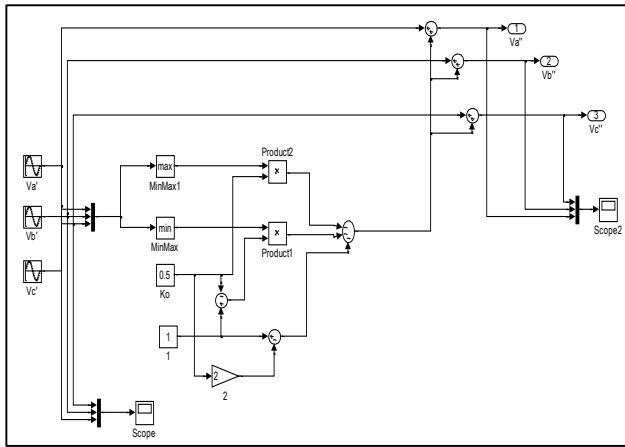 1
Va"
2
Vb"
3
Vc"
Product2
max
x
MinMax1
Va'
Vb'
min
x
MinMax
Product1
Scope2
Vc'
0.5
Ko
1
1
2
2
Scope